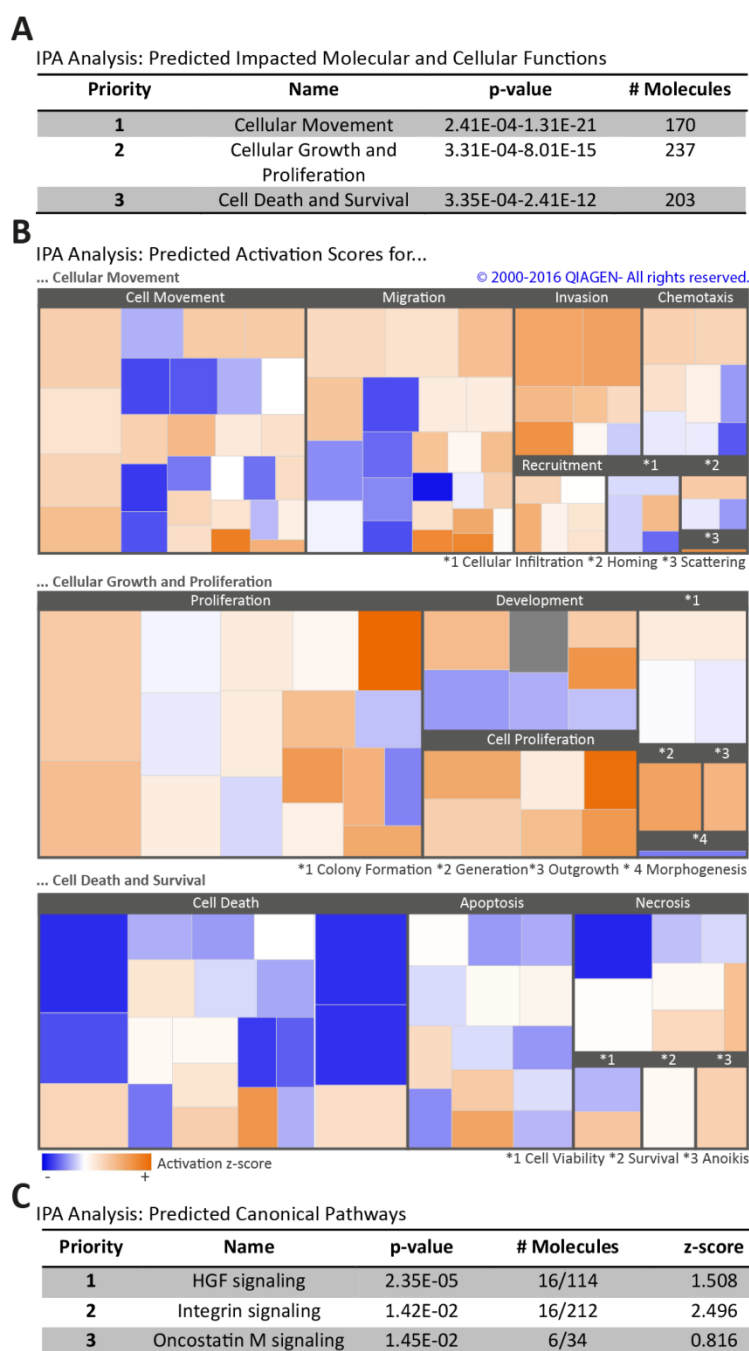 A
IPA Analysis: Predicted Impacted Molecular and Cellular Functions
Priority Name p-value # Molecules
1 Cellular Movement 2.41E-04-1.31E-21 170
2 Cellular Growth and Proliferation 3.31E-04-8.01E-15 237
3 Cell Death and Survival 3.35E-04-2.41E-12 203
B
IPA Analysis: Predicted Activation Scores for...
... Cellular Movement © 2000-2016 QIAGEN- All rights reserved.
Cell Movement Migration Invasion Chemotaxis
Recruitment *1 *2
*3
*1 Cellular Infiltration *2 Homing *3 Scattering
... Cellular Growth and Proliferation
Proliferation Development *1
Cell Proliferation *2 *3
*4
*1 Colony Formation *2 Generation*3 Outgrowth * 4 Morphogenesis
... Cell Death and Survival
Cell Death Apoptosis Necrosis
*1 *2 *3
Activation z-score
- +
*1 Cell Viability *2 Survival *3 Anoikis
C
IPA Analysis: Predicted Canonical Pathways
Priority Name p-value # Molecules z-score
1 HGF signaling 2.35E-05 16/114 1.508
2 Integrin signaling 1.42E-02 16/212 2.496
3 Oncostatin M signaling 1.45E-02 6/34 0.816